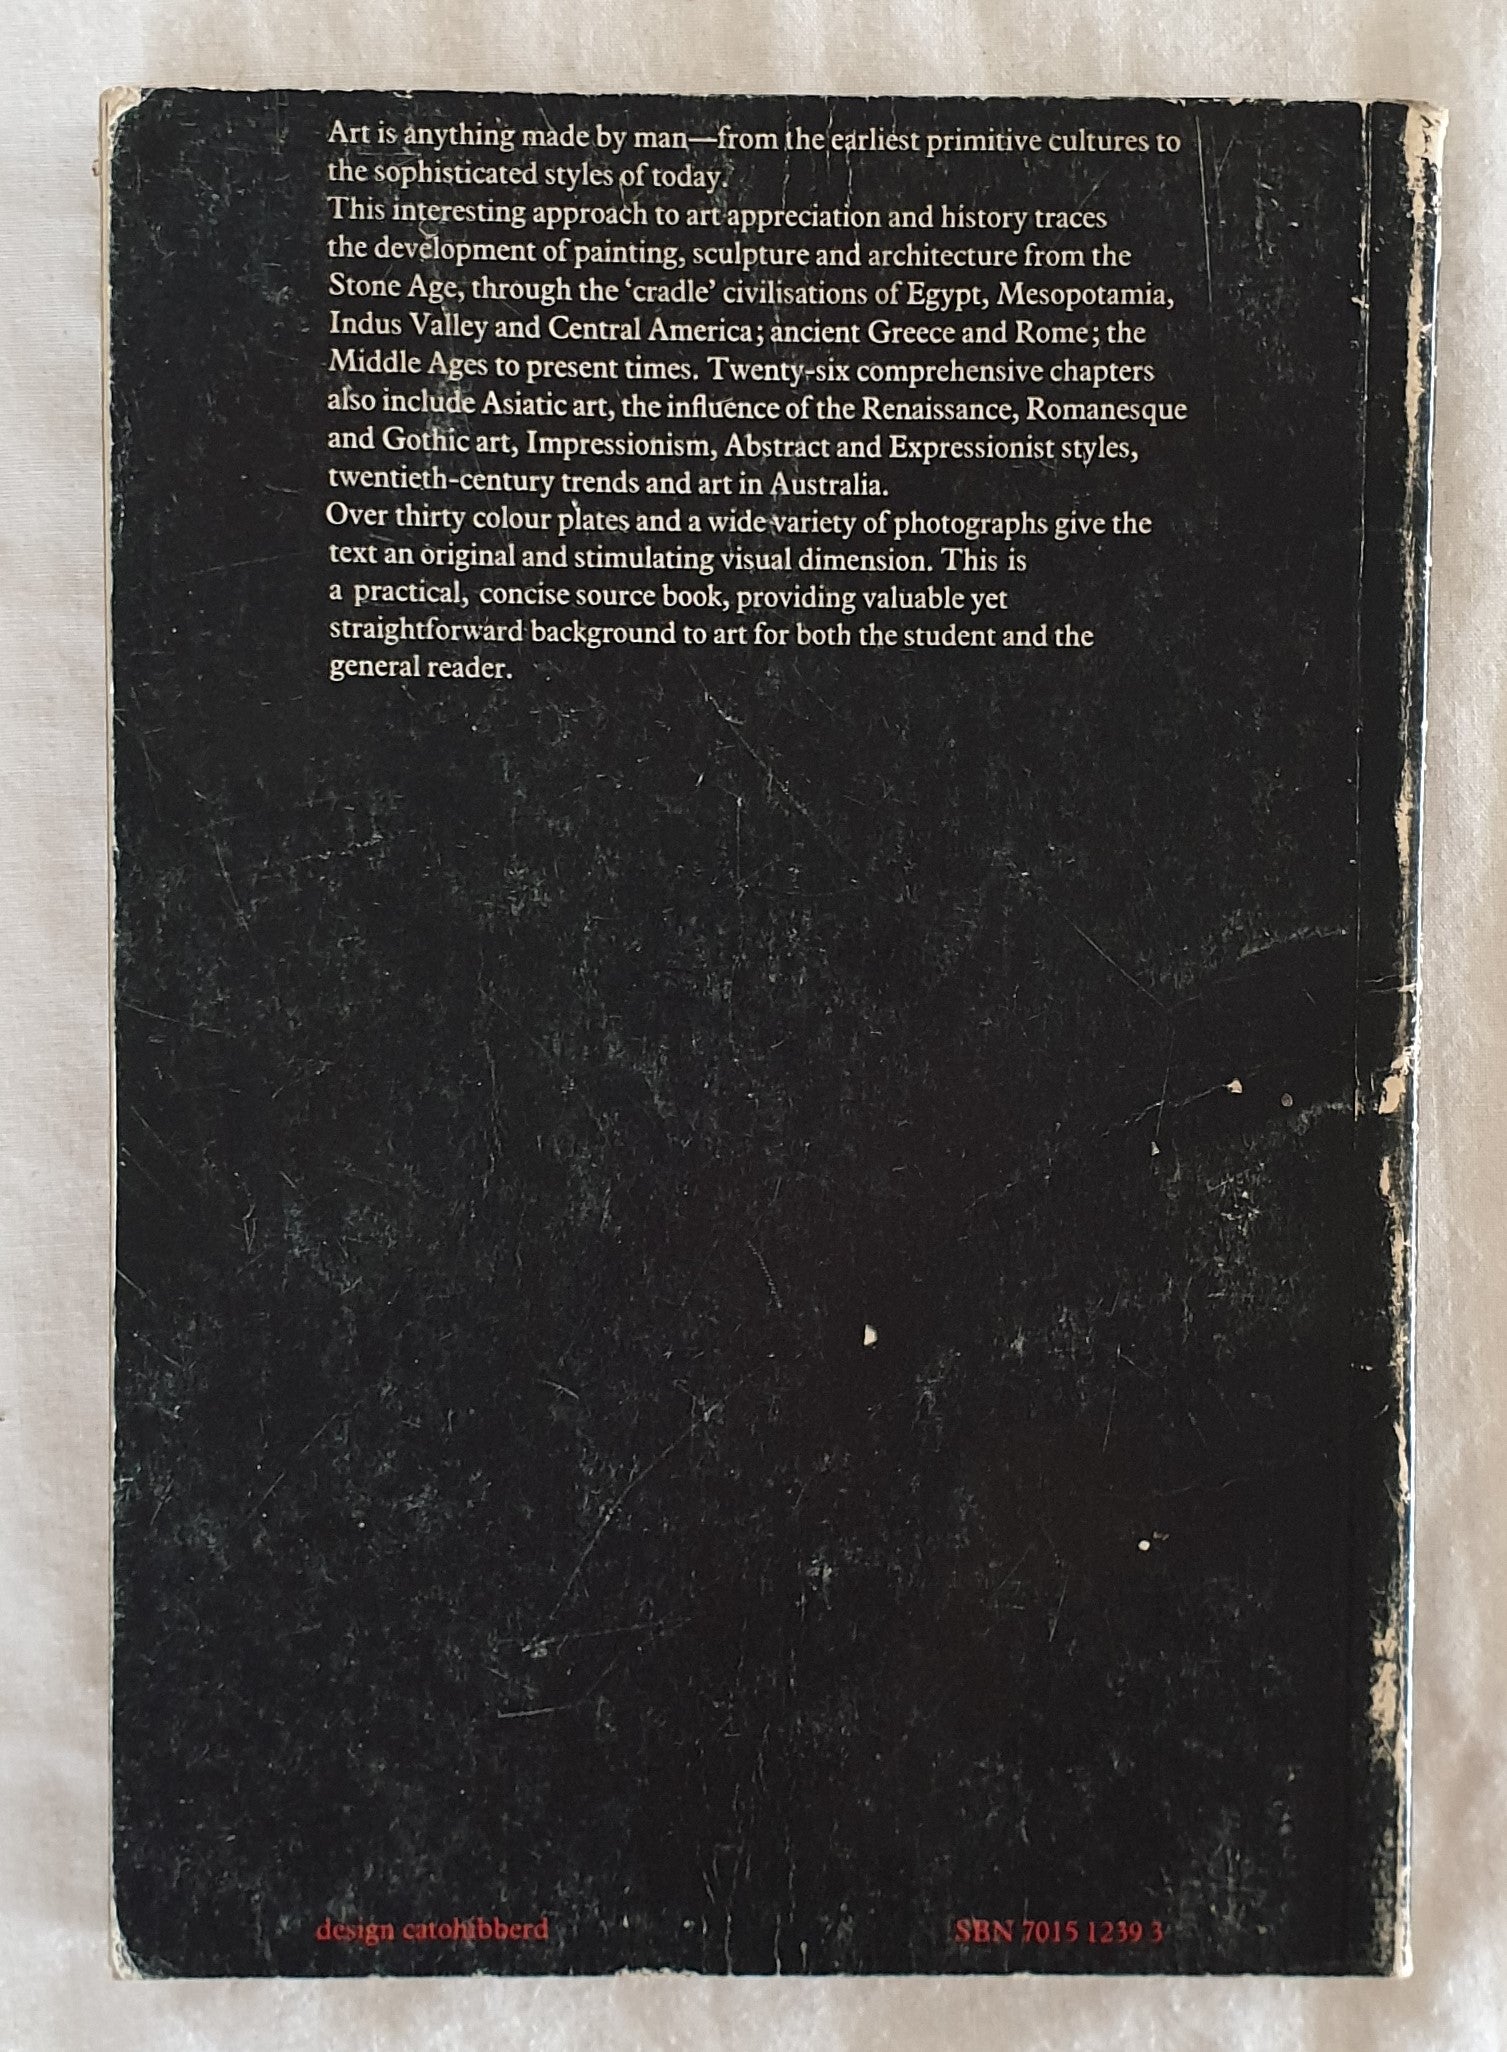 Art is anything made by man—from the earliest primitive cultures to
the sophisticated styles of today.
This interesting approach to art appreciation and history traces
the development of painting, sculpture and architecture from the
Stone Age, through the ‘cradle’ civilisations of Egypt, Mesopotamia,
Indus Valley and Central America; ancient Greece and Rome; the
Middle Ages to present times. Twenty-six comprehensive chapters
also include Asiatic art, the influence of the Renaissance, Romanesque
and Gothic art, Impressionism, Abstract and Expressionist styles,
twentieth-century trends and art in Australia.
Over thirty colour plates and a wide variety of photographs give the
text an original and stimulating visual dimension. This is
a practical, concise source book, providing valuable yet
straightforward background to art for both the student and the
general reader.
design catohibberd
SBN 7015 1239 3